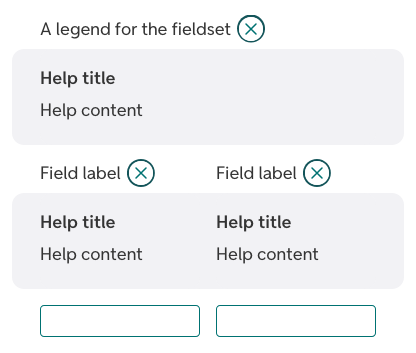 A legend for the fieldset
Help title
Help content
Field label Field label
Help title Help title
Help content Help content